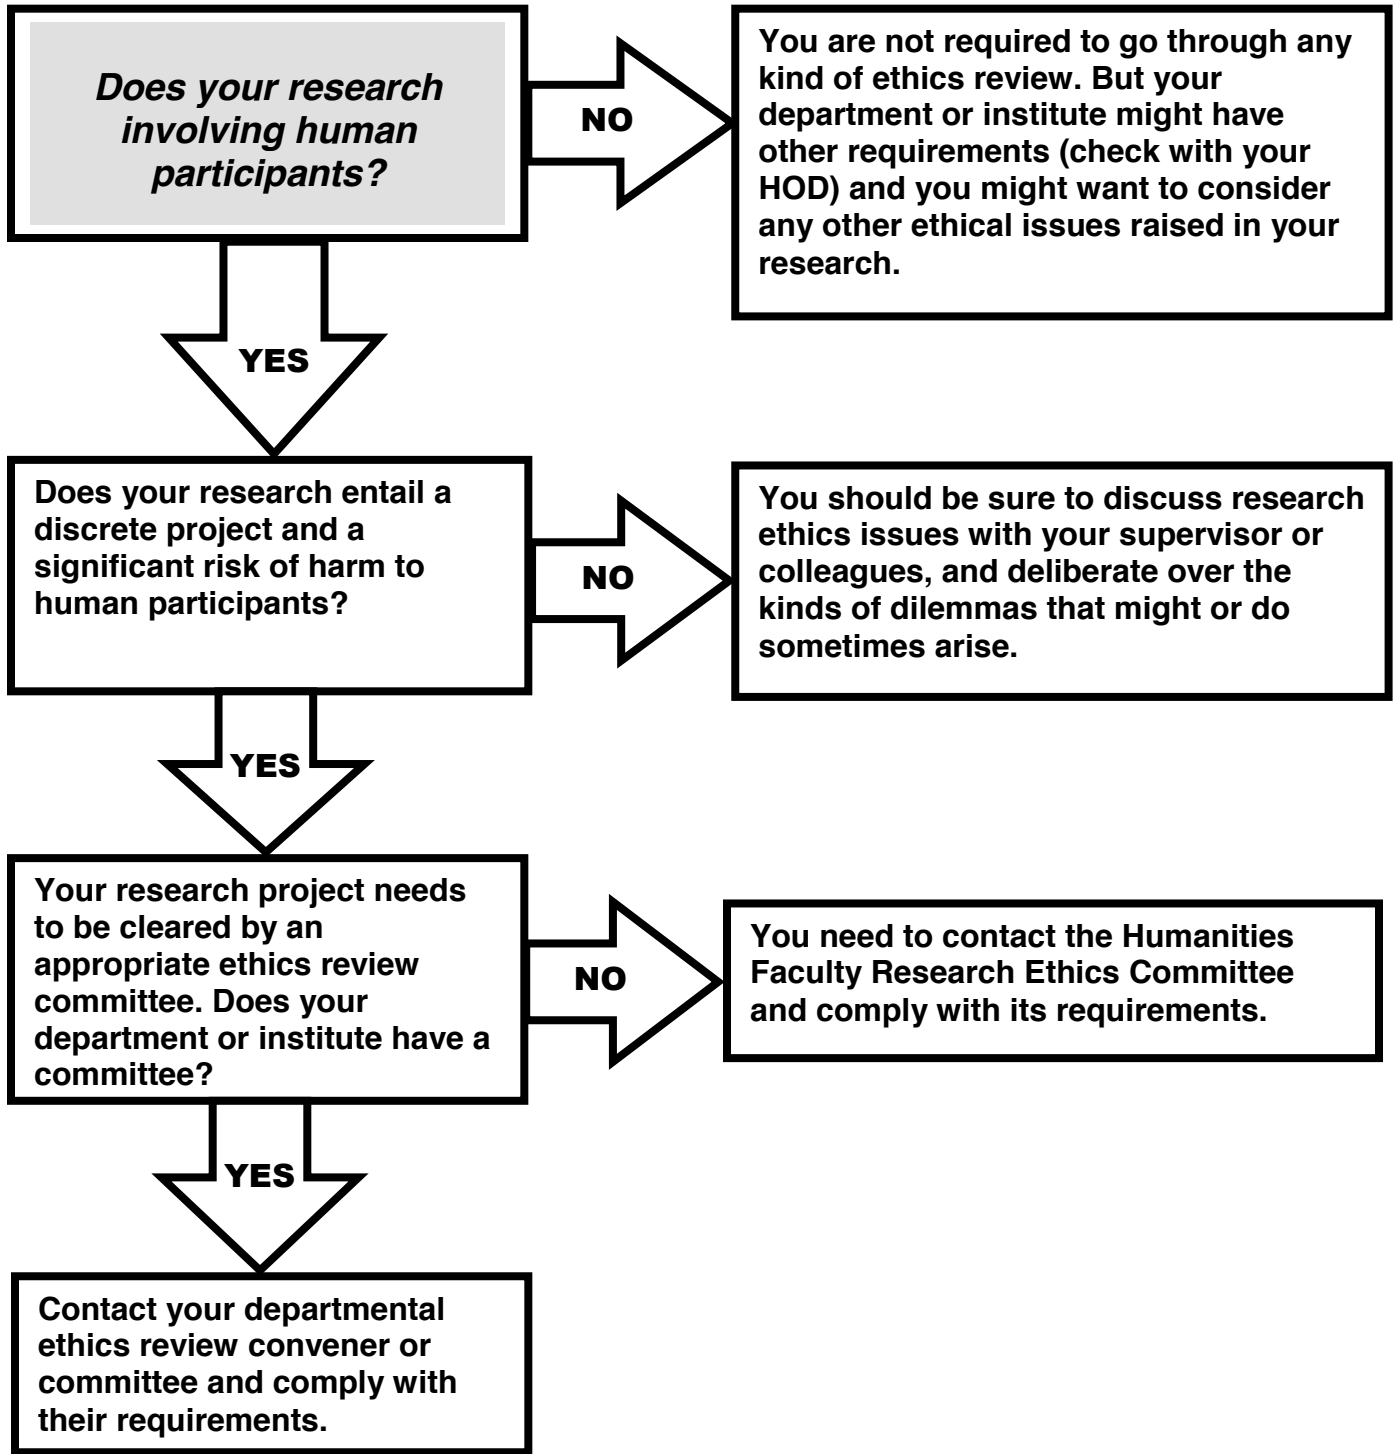 Does your research
involving human
participants?
NO
You are not required to go through any
kind of ethics review. But your
department or institute might have
other requirements (check with your
HOD) and you might want to consider
any other ethical issues raised in your
research.
YES
Does your research entail a
discrete project and a
significant risk of harm to
human participants?
NO
You should be sure to discuss research
ethics issues with your supervisor or
colleagues, and deliberate over the
kinds of dilemmas that might or do
sometimes arise.
YES
Your research project needs
to be cleared by an
appropriate ethics review
committee. Does your
department or institute have a
committee?
NO
You need to contact the Humanities
Faculty Research Ethics Committee
and comply with its requirements.
YES
Contact your departmental
ethics review convener or
committee and comply with
their requirements.